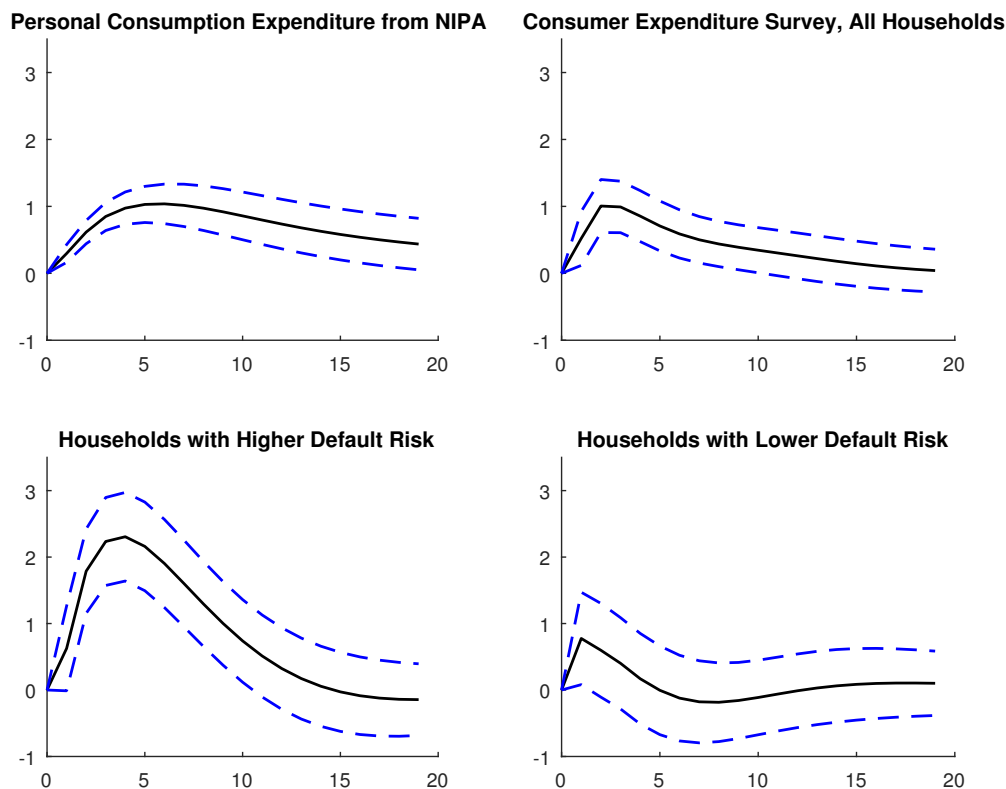 Personal Consumption Expenditure from NIPA
3
2
1
0
-1
0 5 10 15 20
Consumer Expenditure Survey, All Households
3
2
1
0
-1
0 5 10 15 20
Households with Higher Default Risk
3
2
1
0
-1
0 5 10 15 20
Households with Lower Default Risk
3
2
1
0
-1
0 5 10 15 20